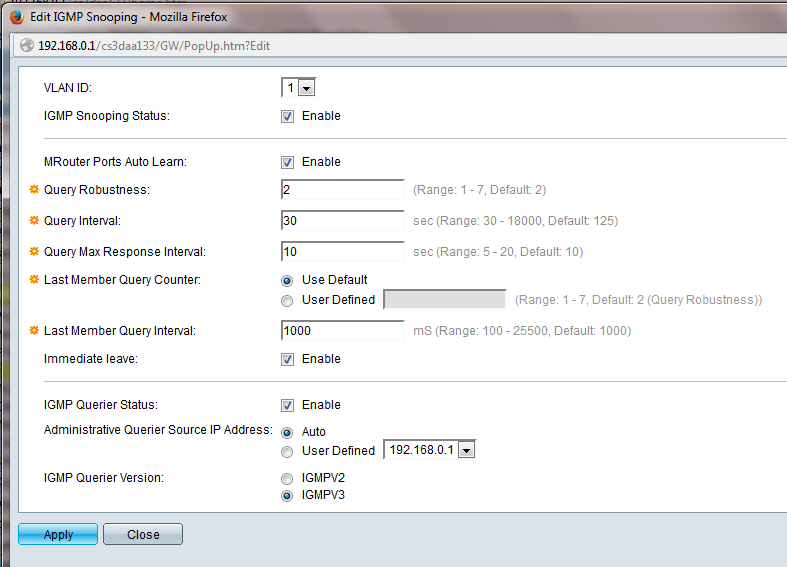 Edit IGMP Snooping - Mozilla Firefox
192.168.0.1/cs3daa133/GW/PopUp.htm?Edit
VLAN ID: 1
IGMP Snooping Status: Enable
MRouter Ports Auto Learn: Enable
Query Robustness: 2 (Range: 1 - 7, Default: 2)
Query Interval: 30 sec (Range: 30 - 18000, Default: 125)
Query Max Response Interval: 10 sec (Range: 5 - 20, Default: 10)
Last Member Query Counter: Use Default
User Defined (Range: 1 - 7, Default: 2 (Query Robustness))
Last Member Query Interval: 1000 mS (Range: 100 - 25500, Default: 1000)
Immediate leave: Enable
IGMP Querier Status: Enable
Administrative Querier Source IP Address: Auto
User Defined 192.168.0.1
IGMP Querier Version: IGMPV2
IGMPV3
Apply Close